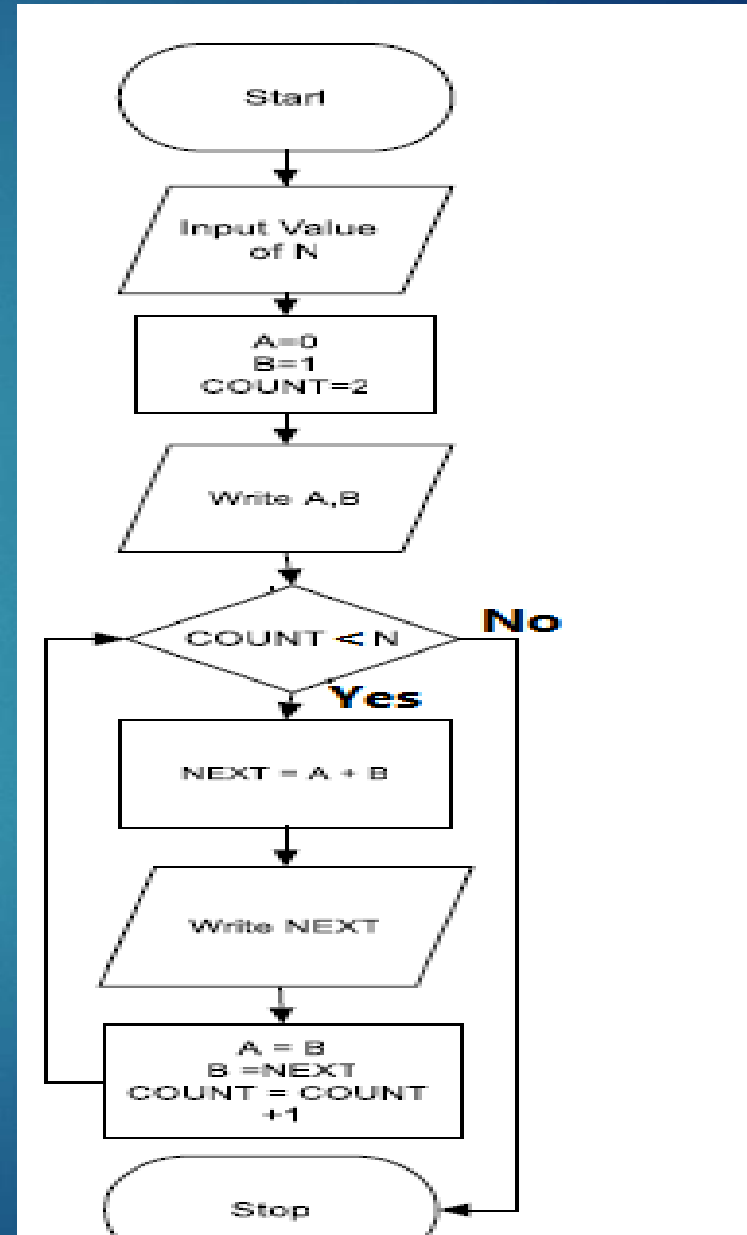 Start
Input Value
of N
A=0
B=1
COUNT=2
Write A,B
COUNT < N
No
Yes
NEXT = A + B
Write NEXT
A = B
B =NEXT
COUNT = COUNT
+1
Stop